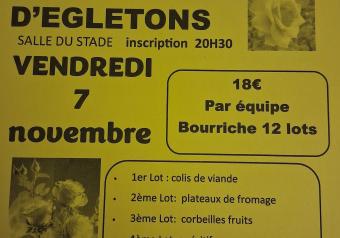 D'EGLETONS
SALLE DU STADE inscription 20H30
VENDREDI
7
novembre
18€
Par équipe
Bourriche 12 lots
• 1er Lot : colis de viande
• 2ème Lot: plateaux de fromage
• 3ème Lot: corbeilles fruits